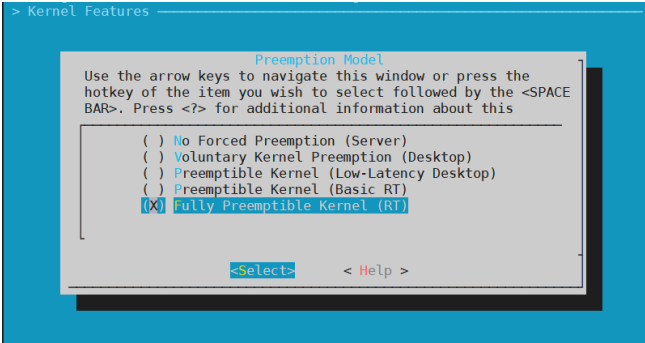 > Kernel Features
Preemption Model
Use the arrow keys to navigate this window or press the
hotkey of the item you wish to select followed by the <SPACE
BAR>. Press <?> for additional information about this
( ) No Forced Preemption (Server)
( ) Voluntary Kernel Preemption (Desktop)
( ) Preemptible Kernel (Low-Latency Desktop)
( ) Preemptible Kernel (Basic RT)
(X) Fully Preemptible Kernel (RT)
<Select> < Help >